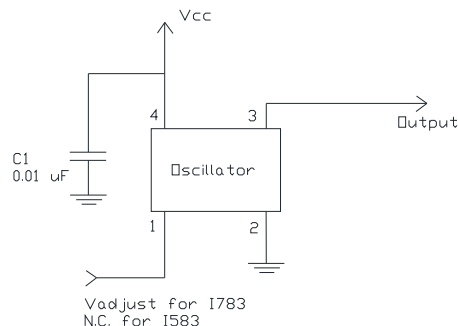 Vcc
4
3
Output
C1
0.01 uF
Oscillator
1
2
Vadjust for I783
N.C. for I583